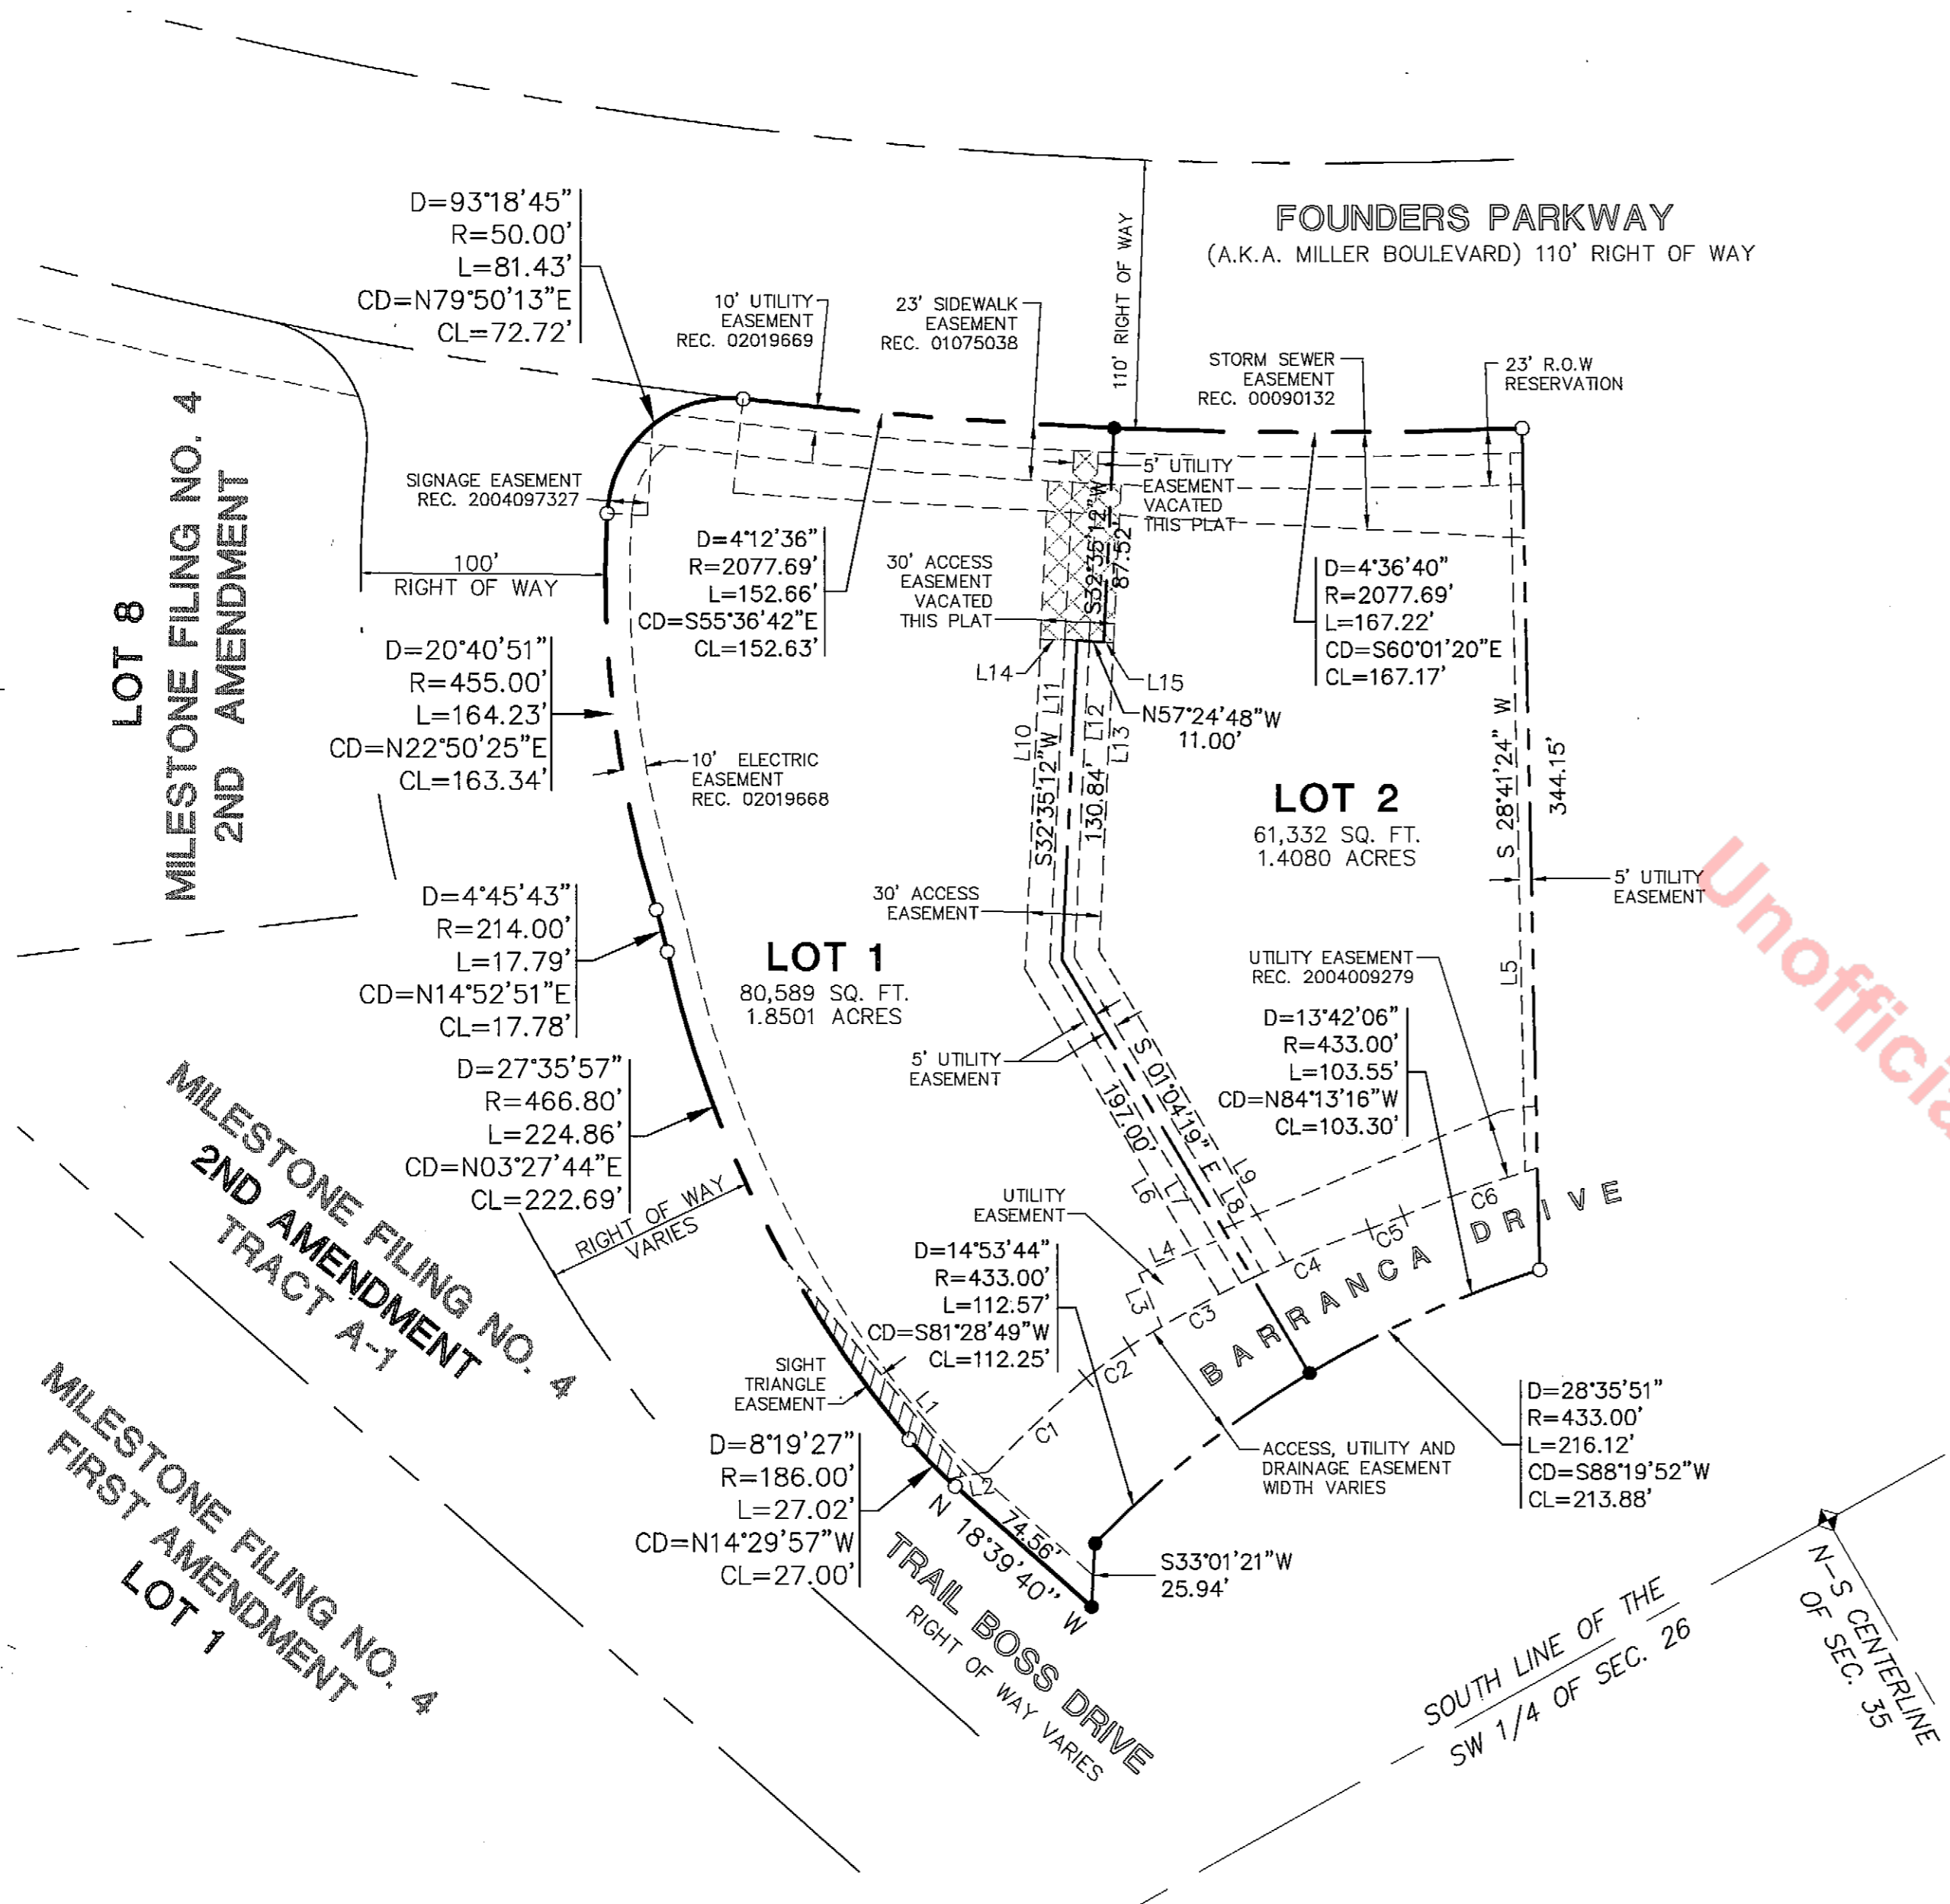 FOUNDERS PARKWAY
(A.K.A. MILLER BOULEVARD) 110' RIGHT OF WAY
110' RIGHT OF WAY
D=93°18'45"
R=50.00'
L=81.43'
CD=N79°50'13"E
CL=72.72'
10' UTILITY
EASEMENT
REC. 02019669
23' SIDEWALK
EASEMENT
REC. 01075038
STORM SEWER
EASEMENT
REC. 00090132
23' R.O.W
RESERVATION
LOT 8
MILESTONE FILING NO. 4
2ND AMENDMENT
SIGNAGE EASEMENT
REC. 2004097327
100'
RIGHT OF WAY
5' UTILITY
EASEMENT
VACATED
THIS PLAT
S32°35'12"W
87.52'
D=4°12'36"
R=2077.69'
L=152.66'
CD=S55°36'42"E
CL=152.63'
30' ACCESS
EASEMENT
VACATED
THIS PLAT
D=4°36'40"
R=2077.69'
L=167.22'
CD=S60°01'20"E
CL=167.17'
L14
L15
N57°24'48"W
11.00'
D=20°40'51"
R=455.00'
L=164.23'
CD=N22°50'25"E
CL=163.34'
10' ELECTRIC
EASEMENT
REC. 02019668
L10
L11
L12
L13
S32°35'12"W
130.84'
LOT 2
61,332 SQ. FT.
1.4080 ACRES
S 28°41'24" W
344.15'
5' UTILITY
EASEMENT
L5
Unofficia
D=4°45'43"
R=214.00'
L=17.79'
CD=N14°52'51"E
CL=17.78'
30' ACCESS
EASEMENT
LOT 1
80,589 SQ. FT.
1.8501 ACRES
UTILITY EASEMENT
REC. 2004009279
D=13°42'06"
R=433.00'
L=103.55'
CD=N84°13'16"W
CL=103.30'
5' UTILITY
EASEMENT
S 01°04'19" E
197.00'
D=27°35'57"
R=466.80'
L=224.86'
CD=N03°27'44"E
CL=222.69'
RIGHT OF WAY
VARIES
MILESTONE FILING NO. 4
2ND AMENDMENT
TRACT A-1
UTILITY
EASEMENT
L6
L7
L8
L9
L4
L3
C6
C5
C4
C3
C2
C1
BARRANCA DRIVE
D=14°53'44"
R=433.00'
L=112.57'
CD=S81°28'49"W
CL=112.25'
SIGHT
TRIANGLE
EASEMENT
L1
L2
D=28°35'51"
R=433.00'
L=216.12'
CD=S88°19'52"W
CL=213.88'
ACCESS, UTILITY AND
DRAINAGE EASEMENT
WIDTH VARIES
MILESTONE FILING NO. 4
FIRST AMENDMENT
LOT 1
D=8°19'27"
R=186.00'
L=27.02'
CD=N14°29'57"W
CL=27.00'
74.56'
N 18°39'40" W
S33°01'21"W
25.94'
TRAIL BOSS DRIVE
RIGHT OF WAY VARIES
SOUTH LINE OF THE
SW 1/4 OF SEC. 26
N-S CENTERLINE
OF SEC. 35